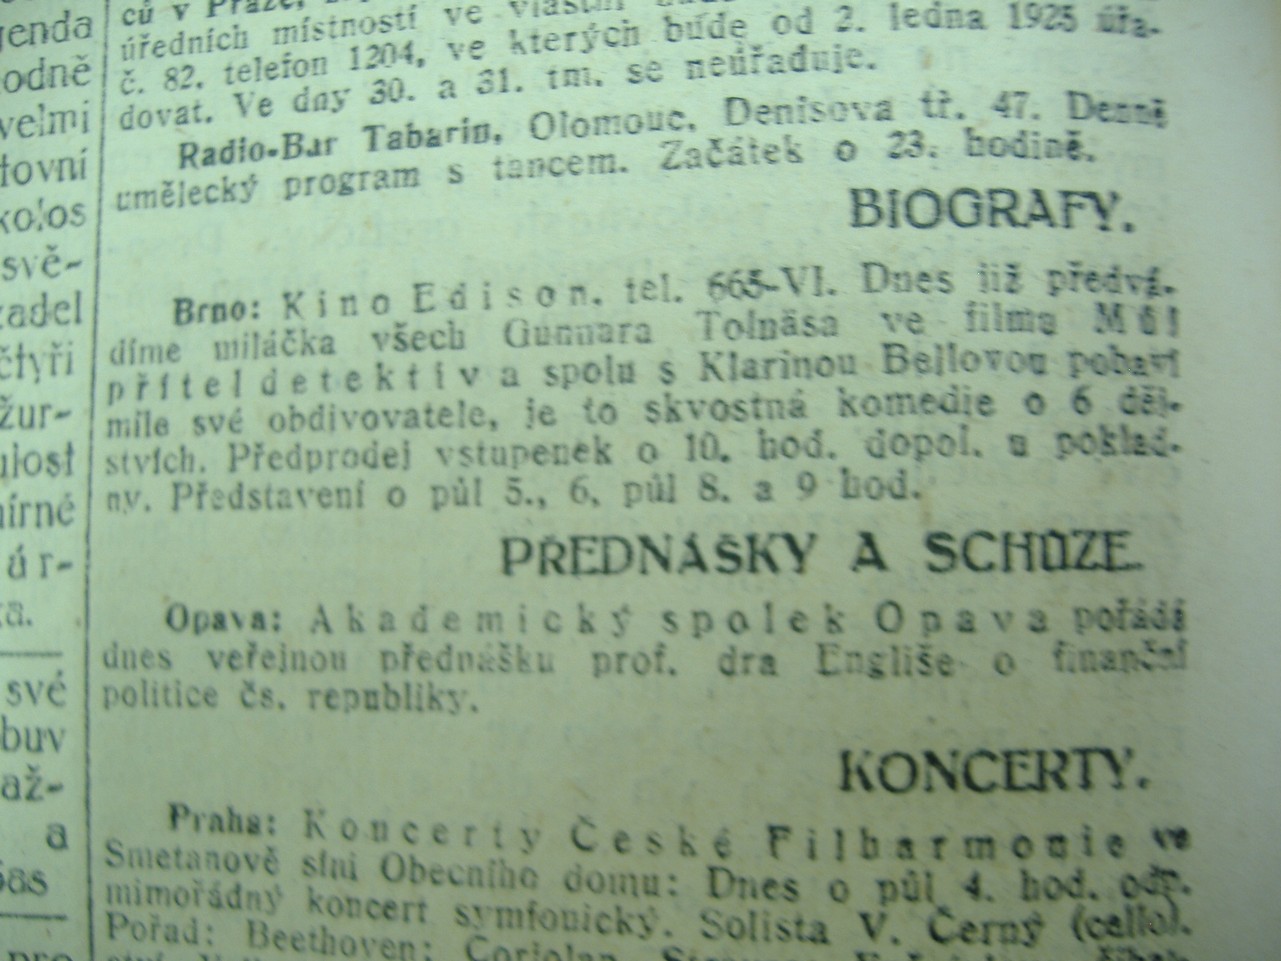 ců v Praze,
úředních místností ve
č. 82. telefon 1204, ve kterých bude od 2. ledna 1925 úřa-
dovat. Ve dny 30. a 31. tm. se neúřaduje.
Radio-Bar Tabarin, Olomouc, Denisova tř. 47. Denně
umělecký program s tancem. Začátek o 23. hodině.
BIOGRAFY.
Brno: Kino Edison, tel. 665-VI. Dnes již předvá-
díme miláčka všech Gunnara Tolnäsa ve filmu Můj
přítel detektiv a spolu s Klarinou Bellovou pobaví
mile své obdivovatele, je to skvostná komedie o 6 děj-
stvích. Předprodej vstupenek o 10. hod. dopol. u poklad-
ny. Představení o půl 5., 6, půl 8. a 9 hod.
PŘEDNÁŠKY A SCHŮZE.
Opava: Akademický spolek Opava pořádá
dnes veřejnou přednášku prof. dra Engliše o finanční
politice čs. republiky.
KONCERTY.
Praha: Koncerty České Filharmonie ve
Smetanově síni Obecního domu: Dnes o půl 4. hod. odp.
mimořádný koncert symfonický. Solista V. Černý (cello).
Pořad: Beethoven: Coriolan,
genda
hodně
velmi
kolos
svě-
čtyři
žur-
mírné
ár-
své
buv
až-
a